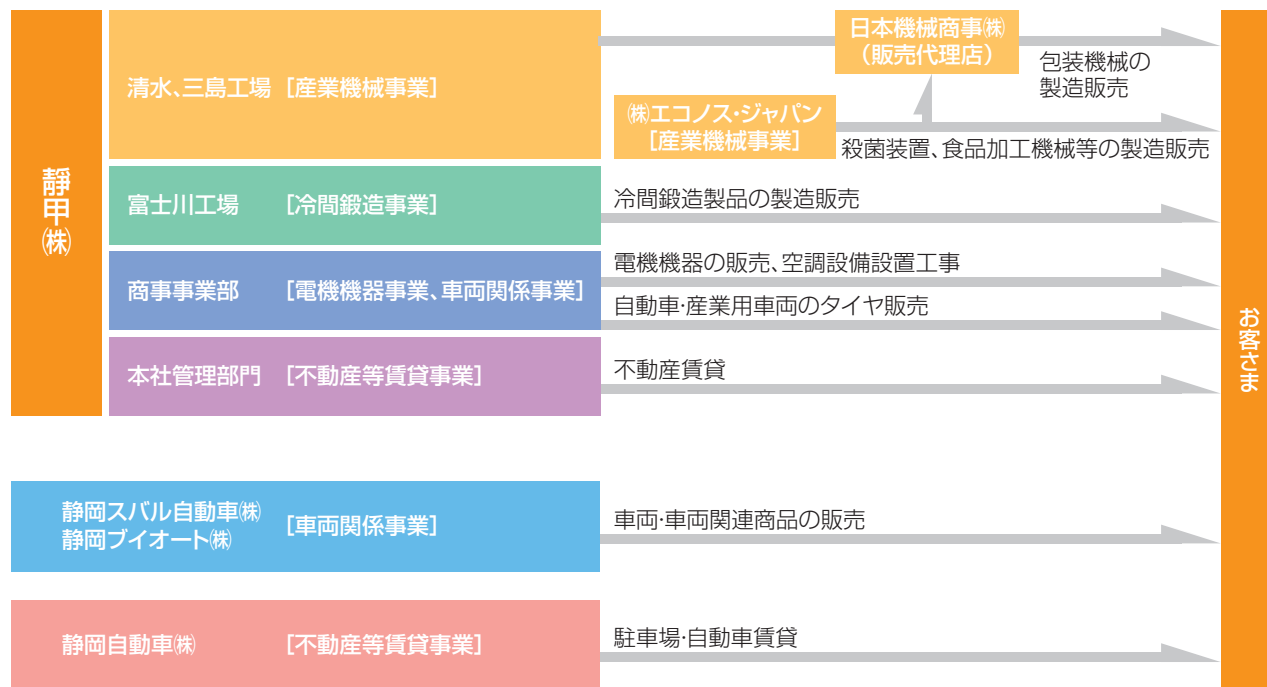 靜甲㈱
清水、三島工場 [産業機械事業]
日本機械商事㈱
(販売代理店)
包装機械の
製造販売
㈱エコノス・ジャパン
[産業機械事業]
殺菌装置、食品加工機械等の製造販売
富士川工場 [冷間鍛造事業]
冷間鍛造製品の製造販売
商事事業部 [電機機器事業、車両関係事業]
電機機器の販売、空調設備設置工事
自動車・産業用車両のタイヤ販売
本社管理部門 [不動産等賃貸事業]
不動産賃貸
静岡スバル自動車㈱
静岡ブイオート㈱
[車両関係事業]
車両・車両関連商品の販売
静岡自動車㈱ [不動産等賃貸事業]
駐車場・自動車賃貸
お客さま